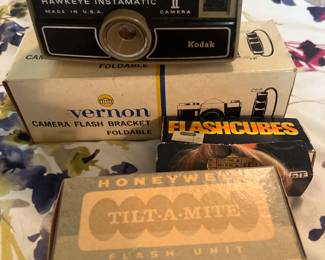 HAWKEYE INSTAMATIC
II
MADE IN U.S.A.
CAMERA
Kodak
FOLDABLE
vernon
CAMERA FLASH BRACKET
FOLDABLE
FLASHCUBES
GTE
HONEYWELL
TILT-A-MITE
FLASH UNIT